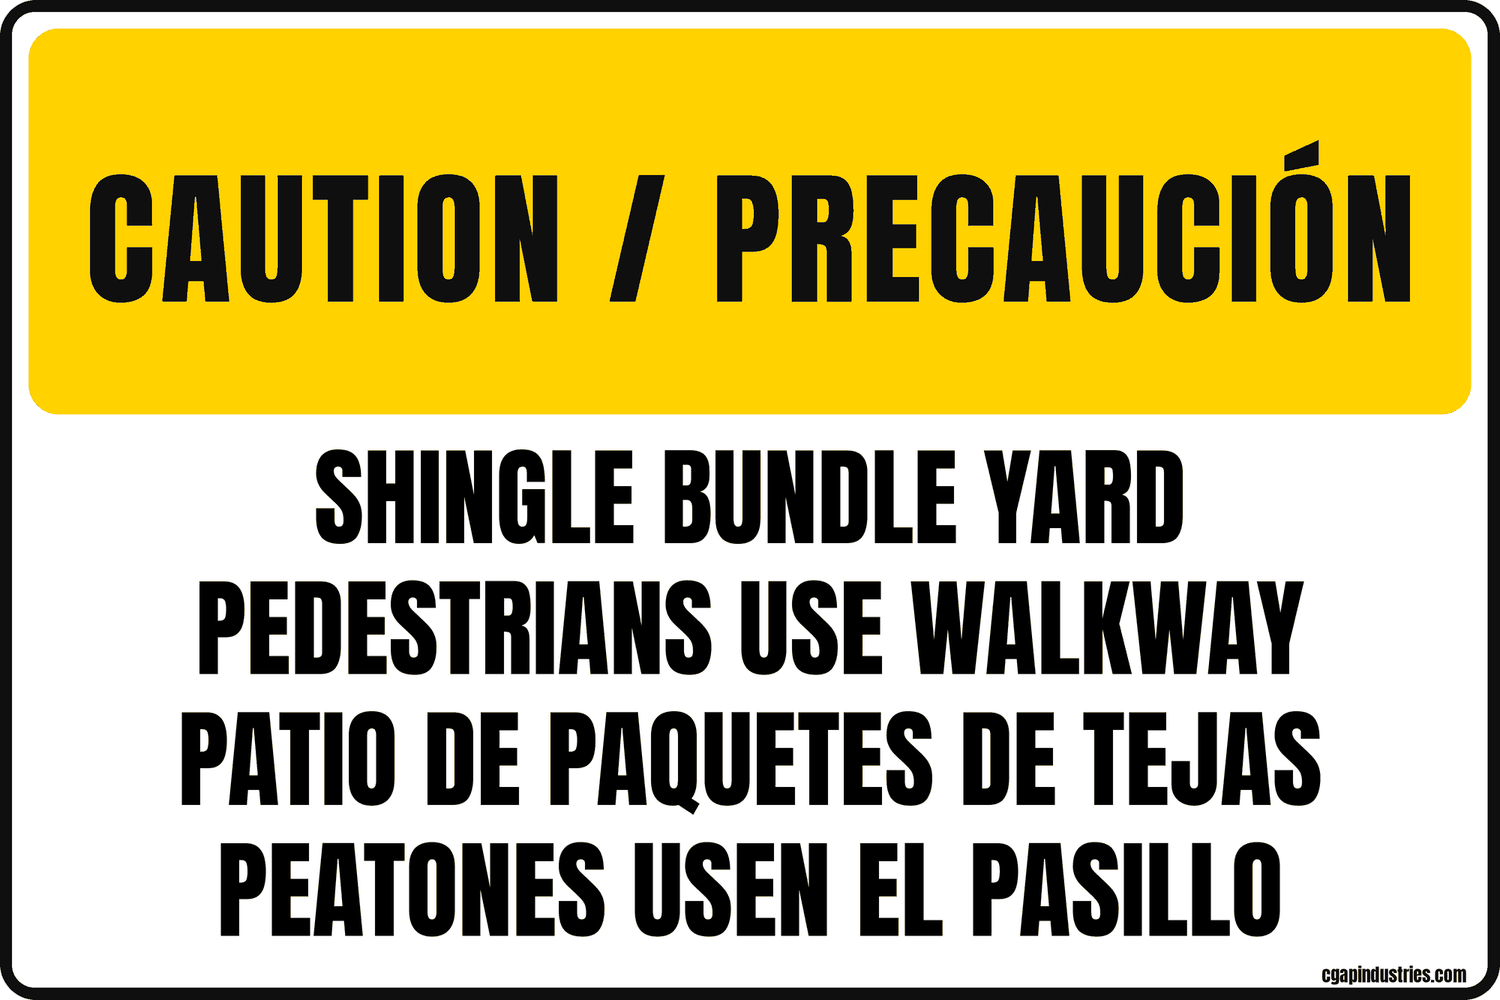 CAUTION / PRECAUCIÓN
SHINGLE BUNDLE YARD
PEDESTRIANS USE WALKWAY
PATIO DE PAQUETES DE TEJAS
PEATONES USEN EL PASILLO
cgapindustries.com